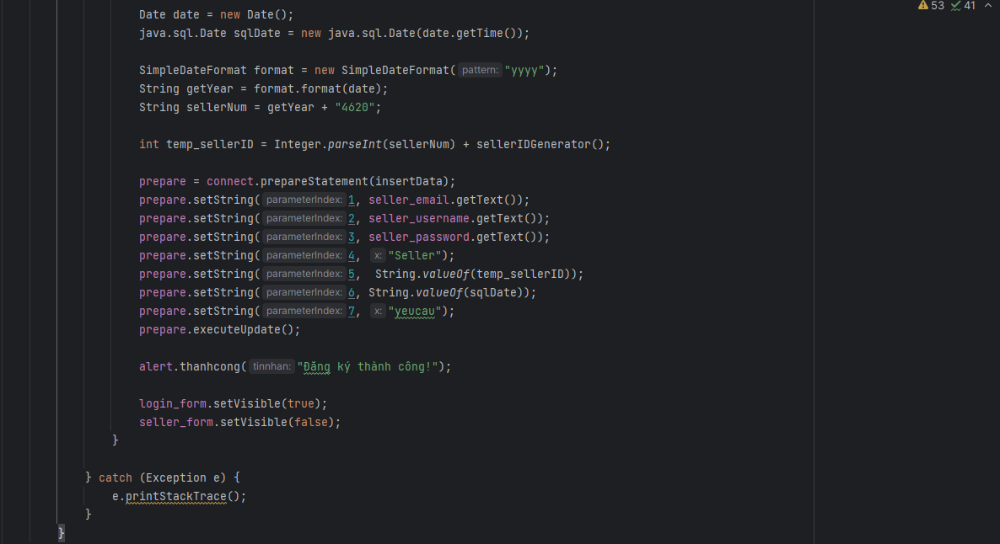 53 41
Date date = new Date();
java.sql.Date sqlDate = new java.sql.Date(date.getTime());
SimpleDateFormat format = new SimpleDateFormat( pattern: "yyyy");
String getYear = format.format(date);
String sellerNum = getYear + "4620";
int temp_sellerID = Integer.parseInt(sellerNum) + sellerIDGenerator();
prepare = connect.prepareStatement(insertData);
prepare.setString( parameterIndex: 1, seller_email.getText());
prepare.setString( parameterIndex: 2, seller_username.getText());
prepare.setString( parameterIndex: 3, seller_password.getText());
prepare.setString( parameterIndex: 4, x: "Seller");
prepare.setString( parameterIndex: 5, String.valueOf(temp_sellerID));
prepare.setString( parameterIndex: 6, String.valueOf(sqlDate));
prepare.setString( parameterIndex: 7, x: "yeucau");
prepare.executeUpdate();
alert.thanhcong( tinnhan: "Đăng ký thành công!");
login_form.setVisible(true);
seller_form.setVisible(false);
}
} catch (Exception e) {
e.printStackTrace();
}
}